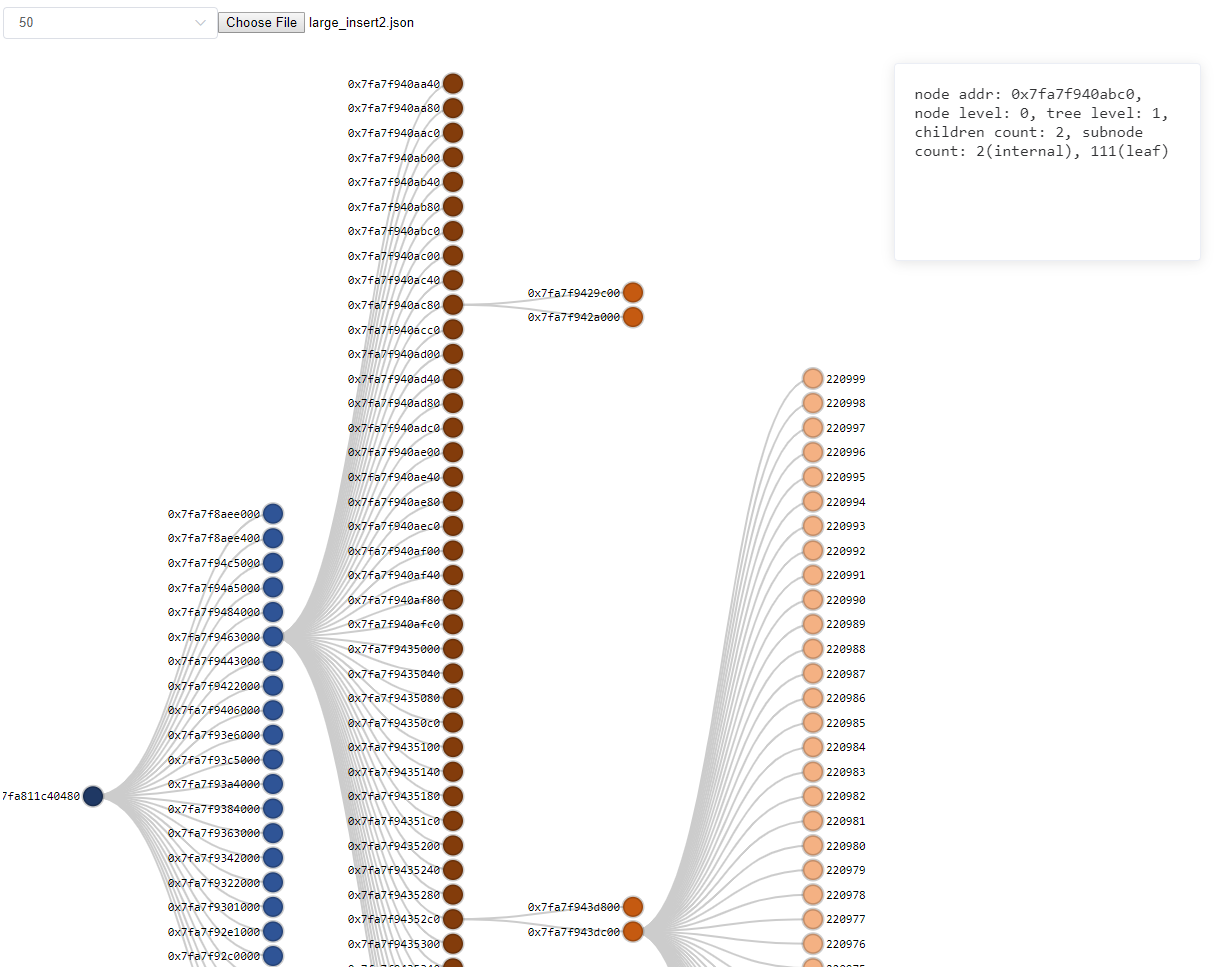 50
Choose File large_insert2.json
node addr: 0x7fa7f940abc0,
node level: 0, tree level: 1,
children count: 2, subnode
count: 2(internal), 111(leaf)
7fa811c40480
0x7fa7f8aee000
0x7fa7f8aee400
0x7fa7f94c5000
0x7fa7f94a5000
0x7fa7f9484000
0x7fa7f9463000
0x7fa7f9443000
0x7fa7f9422000
0x7fa7f9406000
0x7fa7f93e6000
0x7fa7f93c5000
0x7fa7f93a4000
0x7fa7f9384000
0x7fa7f9363000
0x7fa7f9342000
0x7fa7f9322000
0x7fa7f9301000
0x7fa7f92e1000
0x7fa7f92c0000
0x7fa7f940aa40
0x7fa7f940aa80
0x7fa7f940aac0
0x7fa7f940ab00
0x7fa7f940ab40
0x7fa7f940ab80
0x7fa7f940abc0
0x7fa7f940ac00
0x7fa7f940ac40
0x7fa7f940ac80
0x7fa7f940acc0
0x7fa7f940ad00
0x7fa7f940ad40
0x7fa7f940ad80
0x7fa7f940adc0
0x7fa7f940ae00
0x7fa7f940ae40
0x7fa7f940ae80
0x7fa7f940aec0
0x7fa7f940af00
0x7fa7f940af40
0x7fa7f940af80
0x7fa7f940afc0
0x7fa7f9435000
0x7fa7f9435040
0x7fa7f9435080
0x7fa7f94350c0
0x7fa7f9435100
0x7fa7f9435140
0x7fa7f9435180
0x7fa7f94351c0
0x7fa7f9435200
0x7fa7f9435240
0x7fa7f9435280
0x7fa7f94352c0
0x7fa7f9435300
0x7fa7f9429c00
0x7fa7f942a000
0x7fa7f943d800
0x7fa7f943dc00
220999
220998
220997
220996
220995
220994
220993
220992
220991
220990
220989
220988
220987
220986
220985
220984
220983
220982
220981
220980
220979
220978
220977
220976